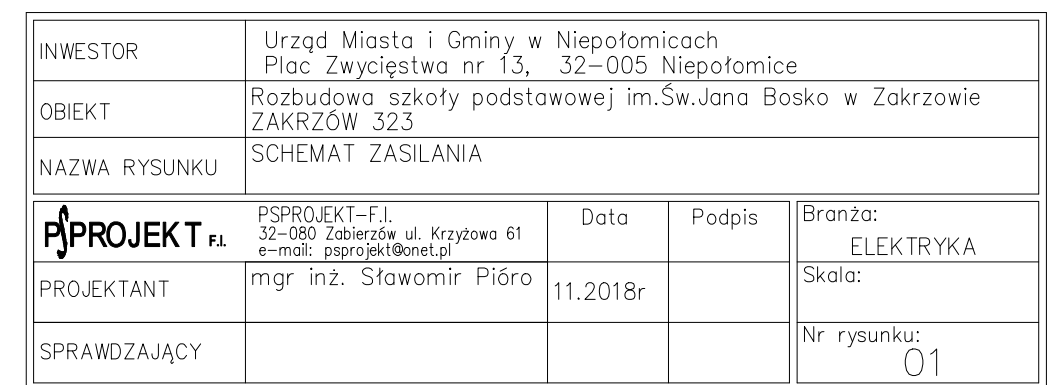 INWESTOR
Urząd Miasta i Gminy w Niepołomicach
Plac Zwycięstwa nr 13, 32-005 Niepołomice
OBIEKT
Rozbudowa szkoły podstawowej im.Św.Jana Bosko w Zakrzowie
ZAKRZÓW 323
NAZWA RYSUNKU
SCHEMAT ZASILANIA
PSPROJEKT F.I.
PSPROJEKT-F.I.
32-080 Zabierzów ul. Krzyżowa 61
e-mail: psprojekt@onet.pl
Data
Podpis
Branża:
ELEKTRYKA
PROJEKTANT
mgr inż. Sławomir Pióro
11.2018r
Skala:
SPRAWDZAJĄCY
Nr rysunku:
01